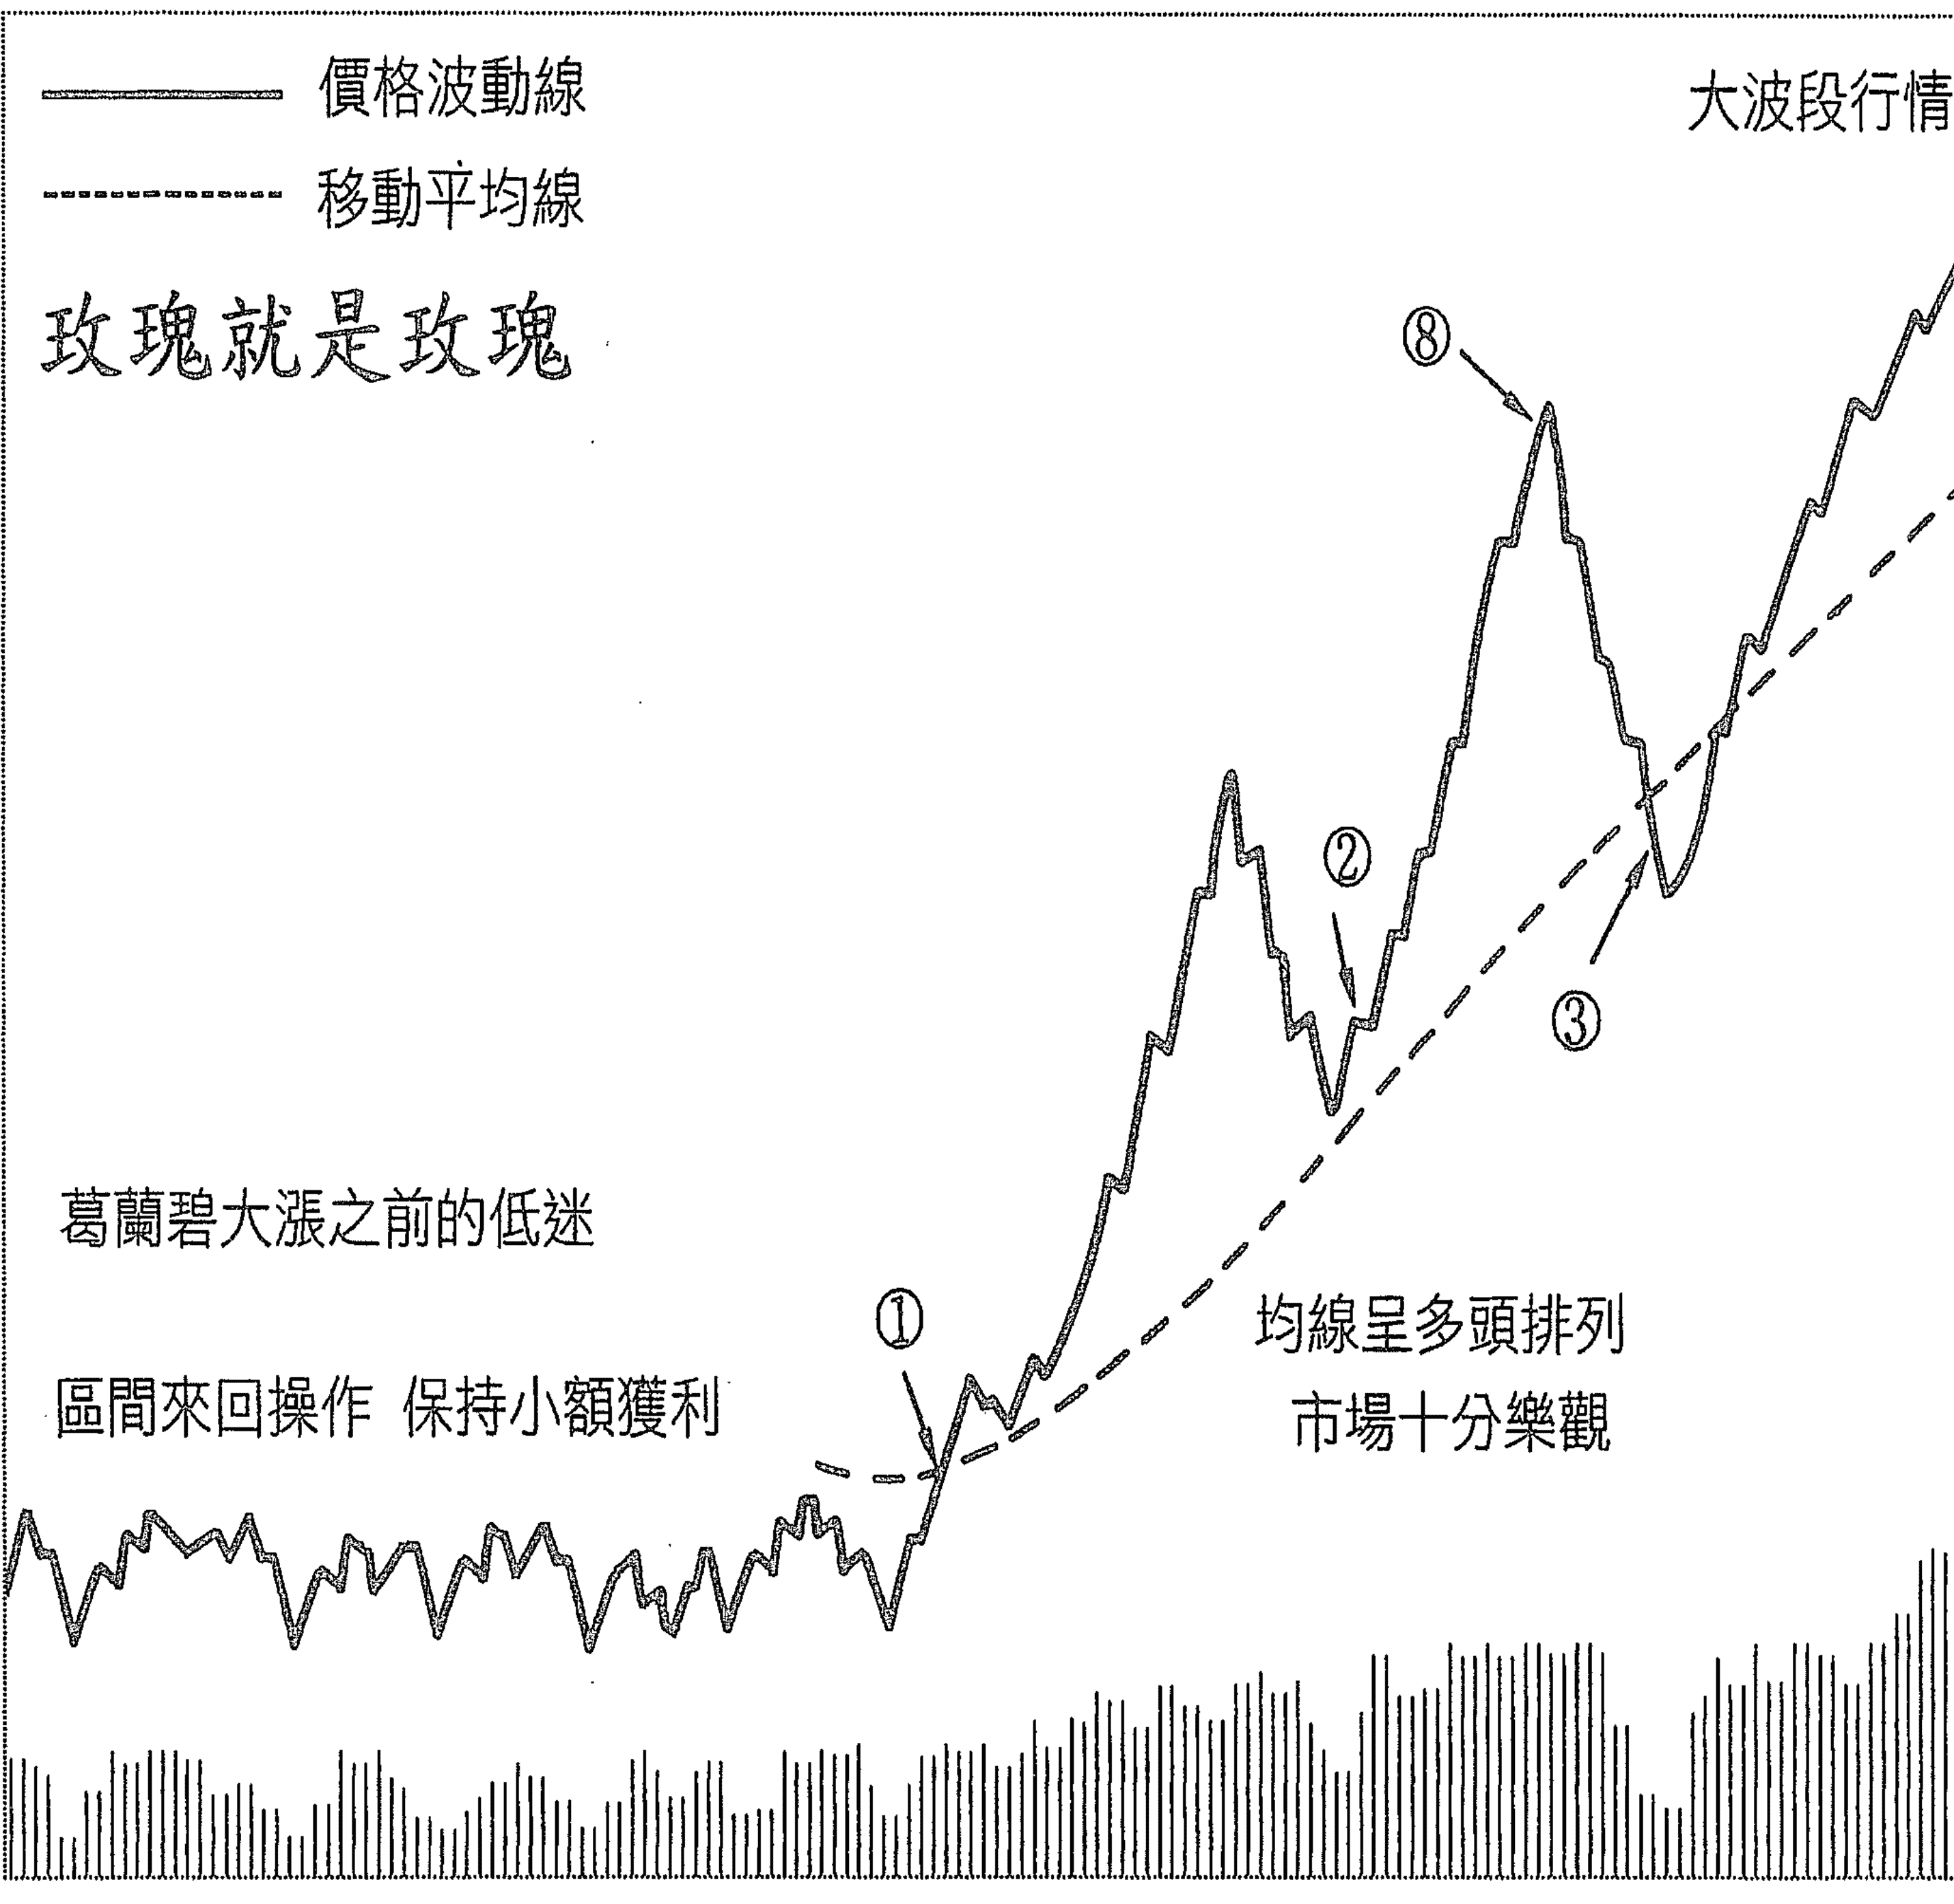 價格波動線
大波段行情
移動平均線
玫瑰就是玫瑰
⑧
②
③
葛蘭碧大漲之前的低迷
①
均線呈多頭排列
區間來回操作 保持小額獲利
市場十分樂觀